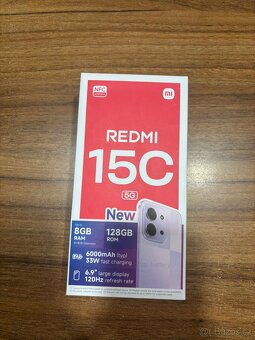 NFC
REDMI
15C
5G
New
8GB
RAM
128GB
ROM
6000mAh (typ)
33W fast charging
6.9" large display
120Hz refresh rate